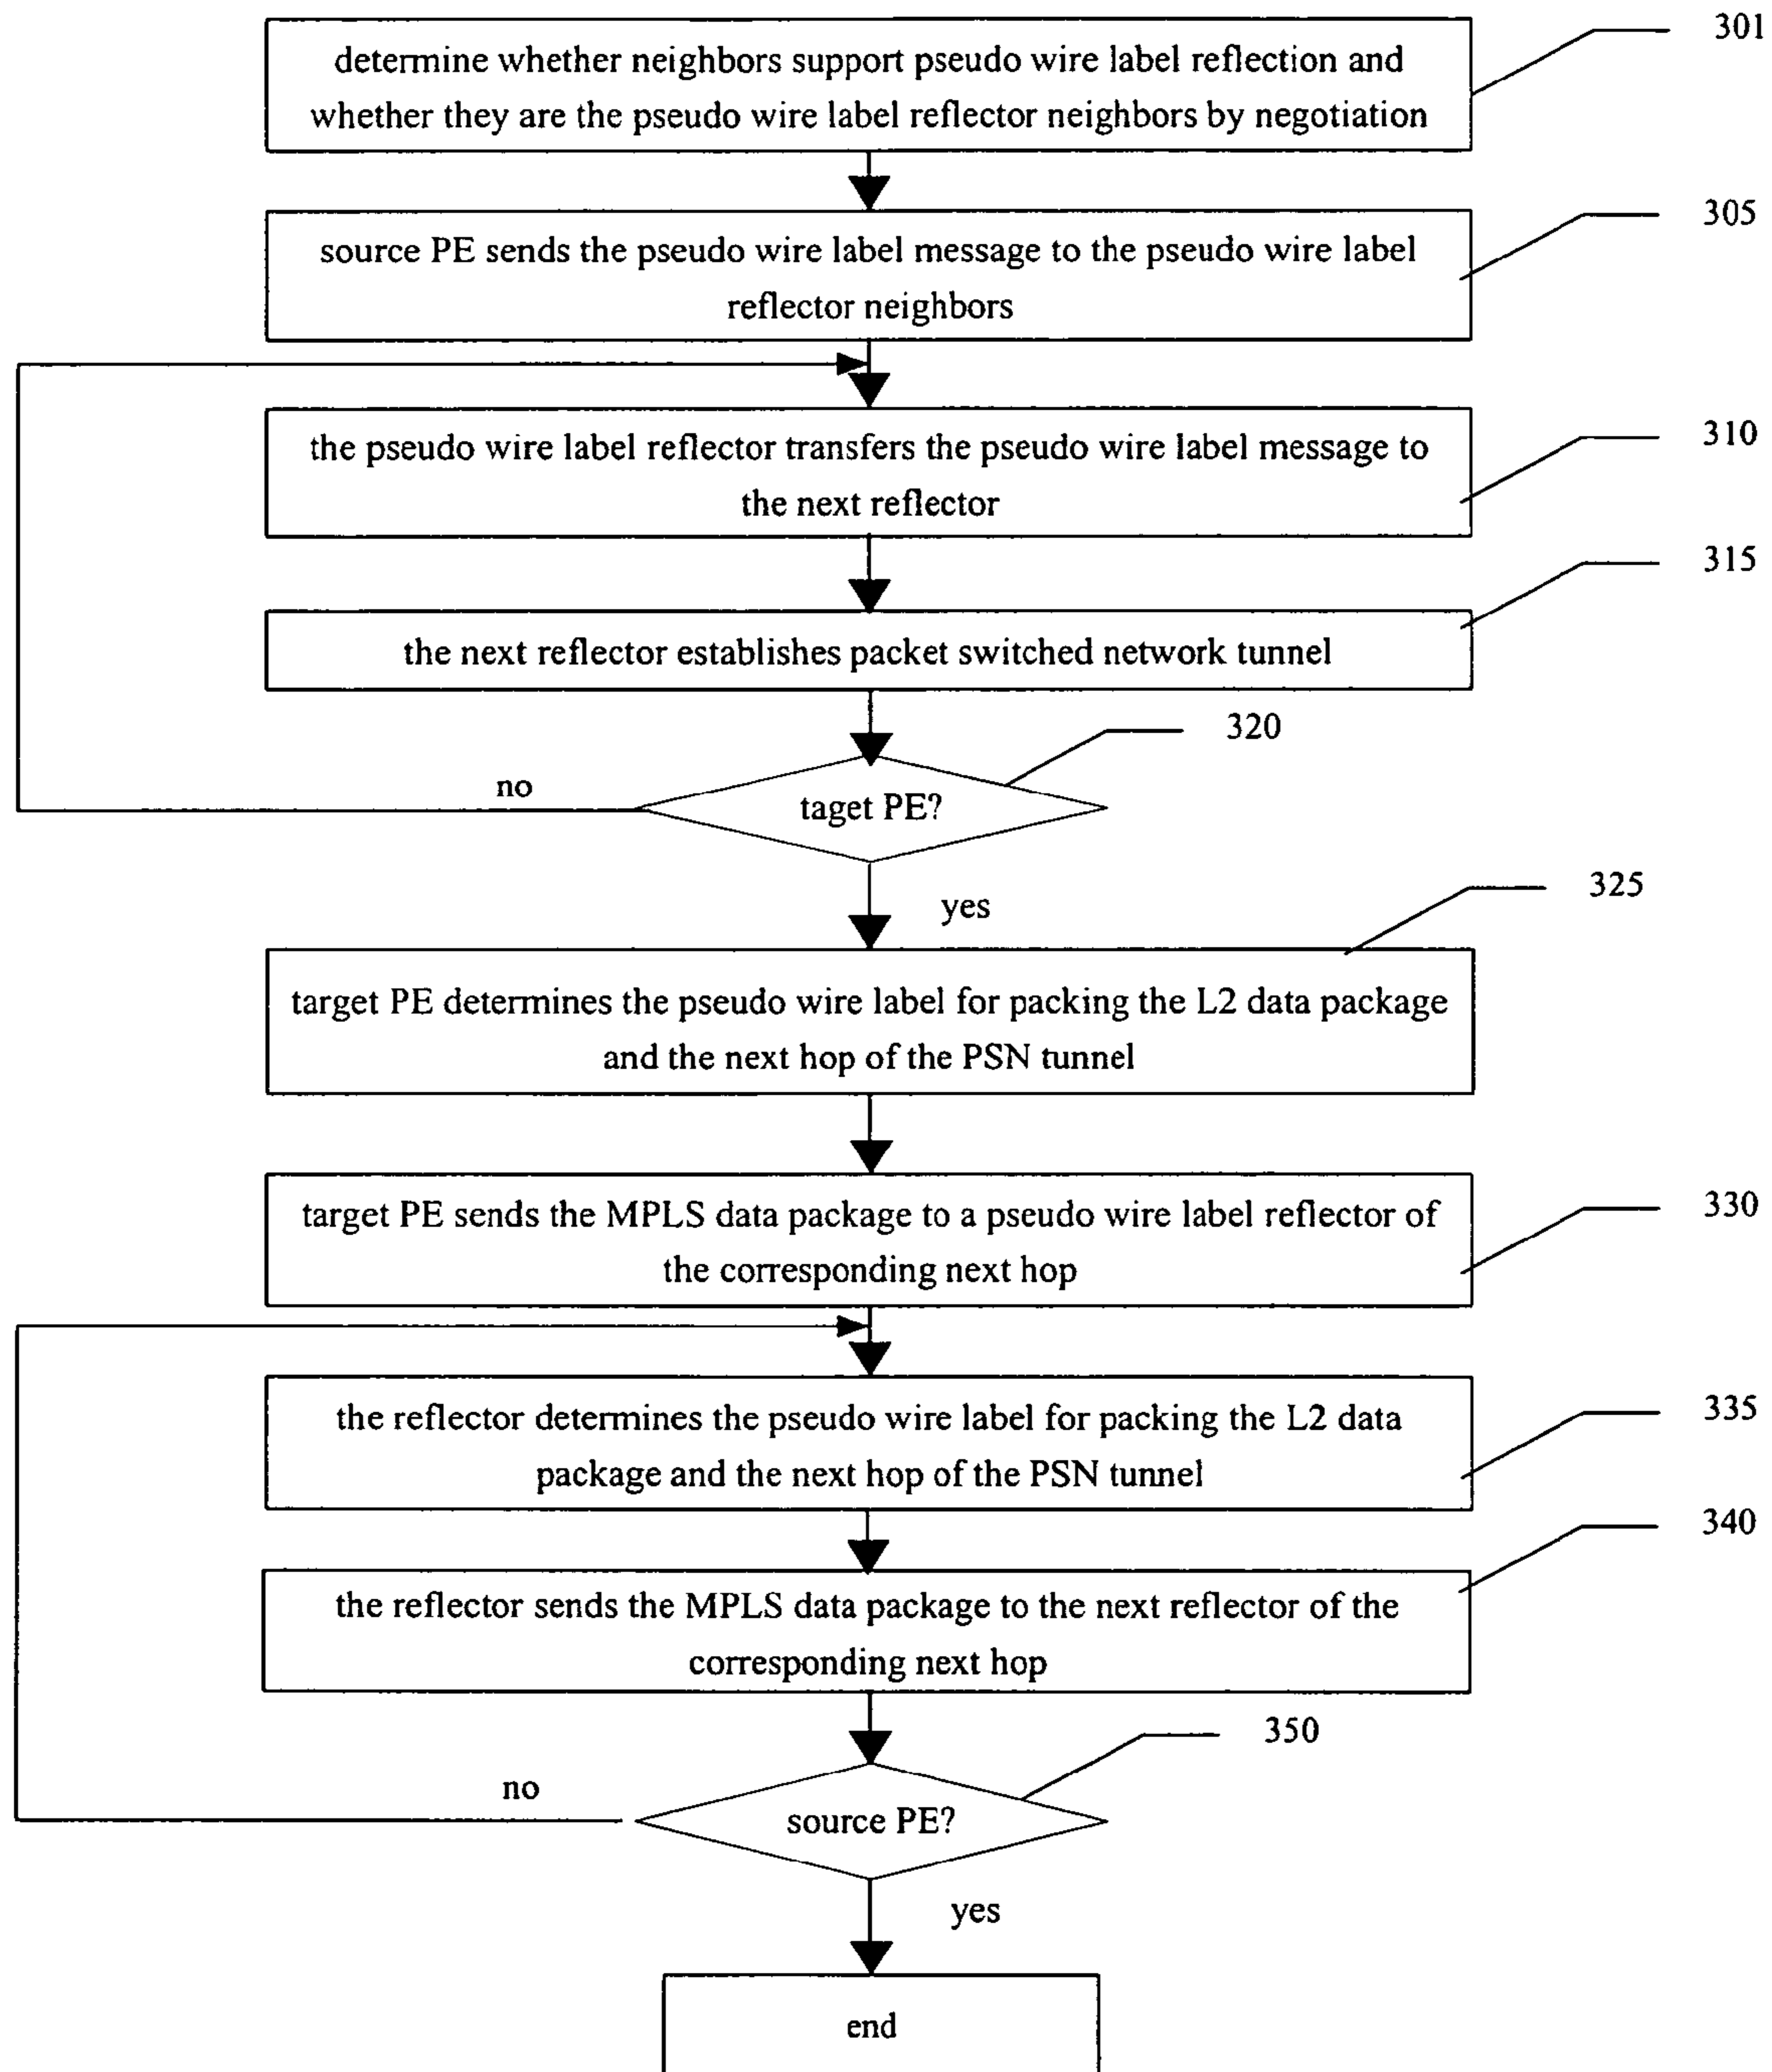 301
determine whether neighbors support pseudo wire label reflection and
whether they are the pseudo wire label reflector neighbors by negotiation
305
source PE sends the pseudo wire label message to the pseudo wire label
reflector neighbors
310
the pseudo wire label reflector transfers the pseudo wire label message to
the next reflector
315
the next reflector establishes packet switched network tunnel
320
no
taget PE?
yes
325
target PE determines the pseudo wire label for packing the L2 data package
and the next hop of the PSN tunnel
330
target PE sends the MPLS data package to a pseudo wire label reflector of
the corresponding next hop
335
the reflector determines the pseudo wire label for packing the L2 data
package and the next hop of the PSN tunnel
340
the reflector sends the MPLS data package to the next reflector of the
corresponding next hop
350
no
source PE?
yes
end